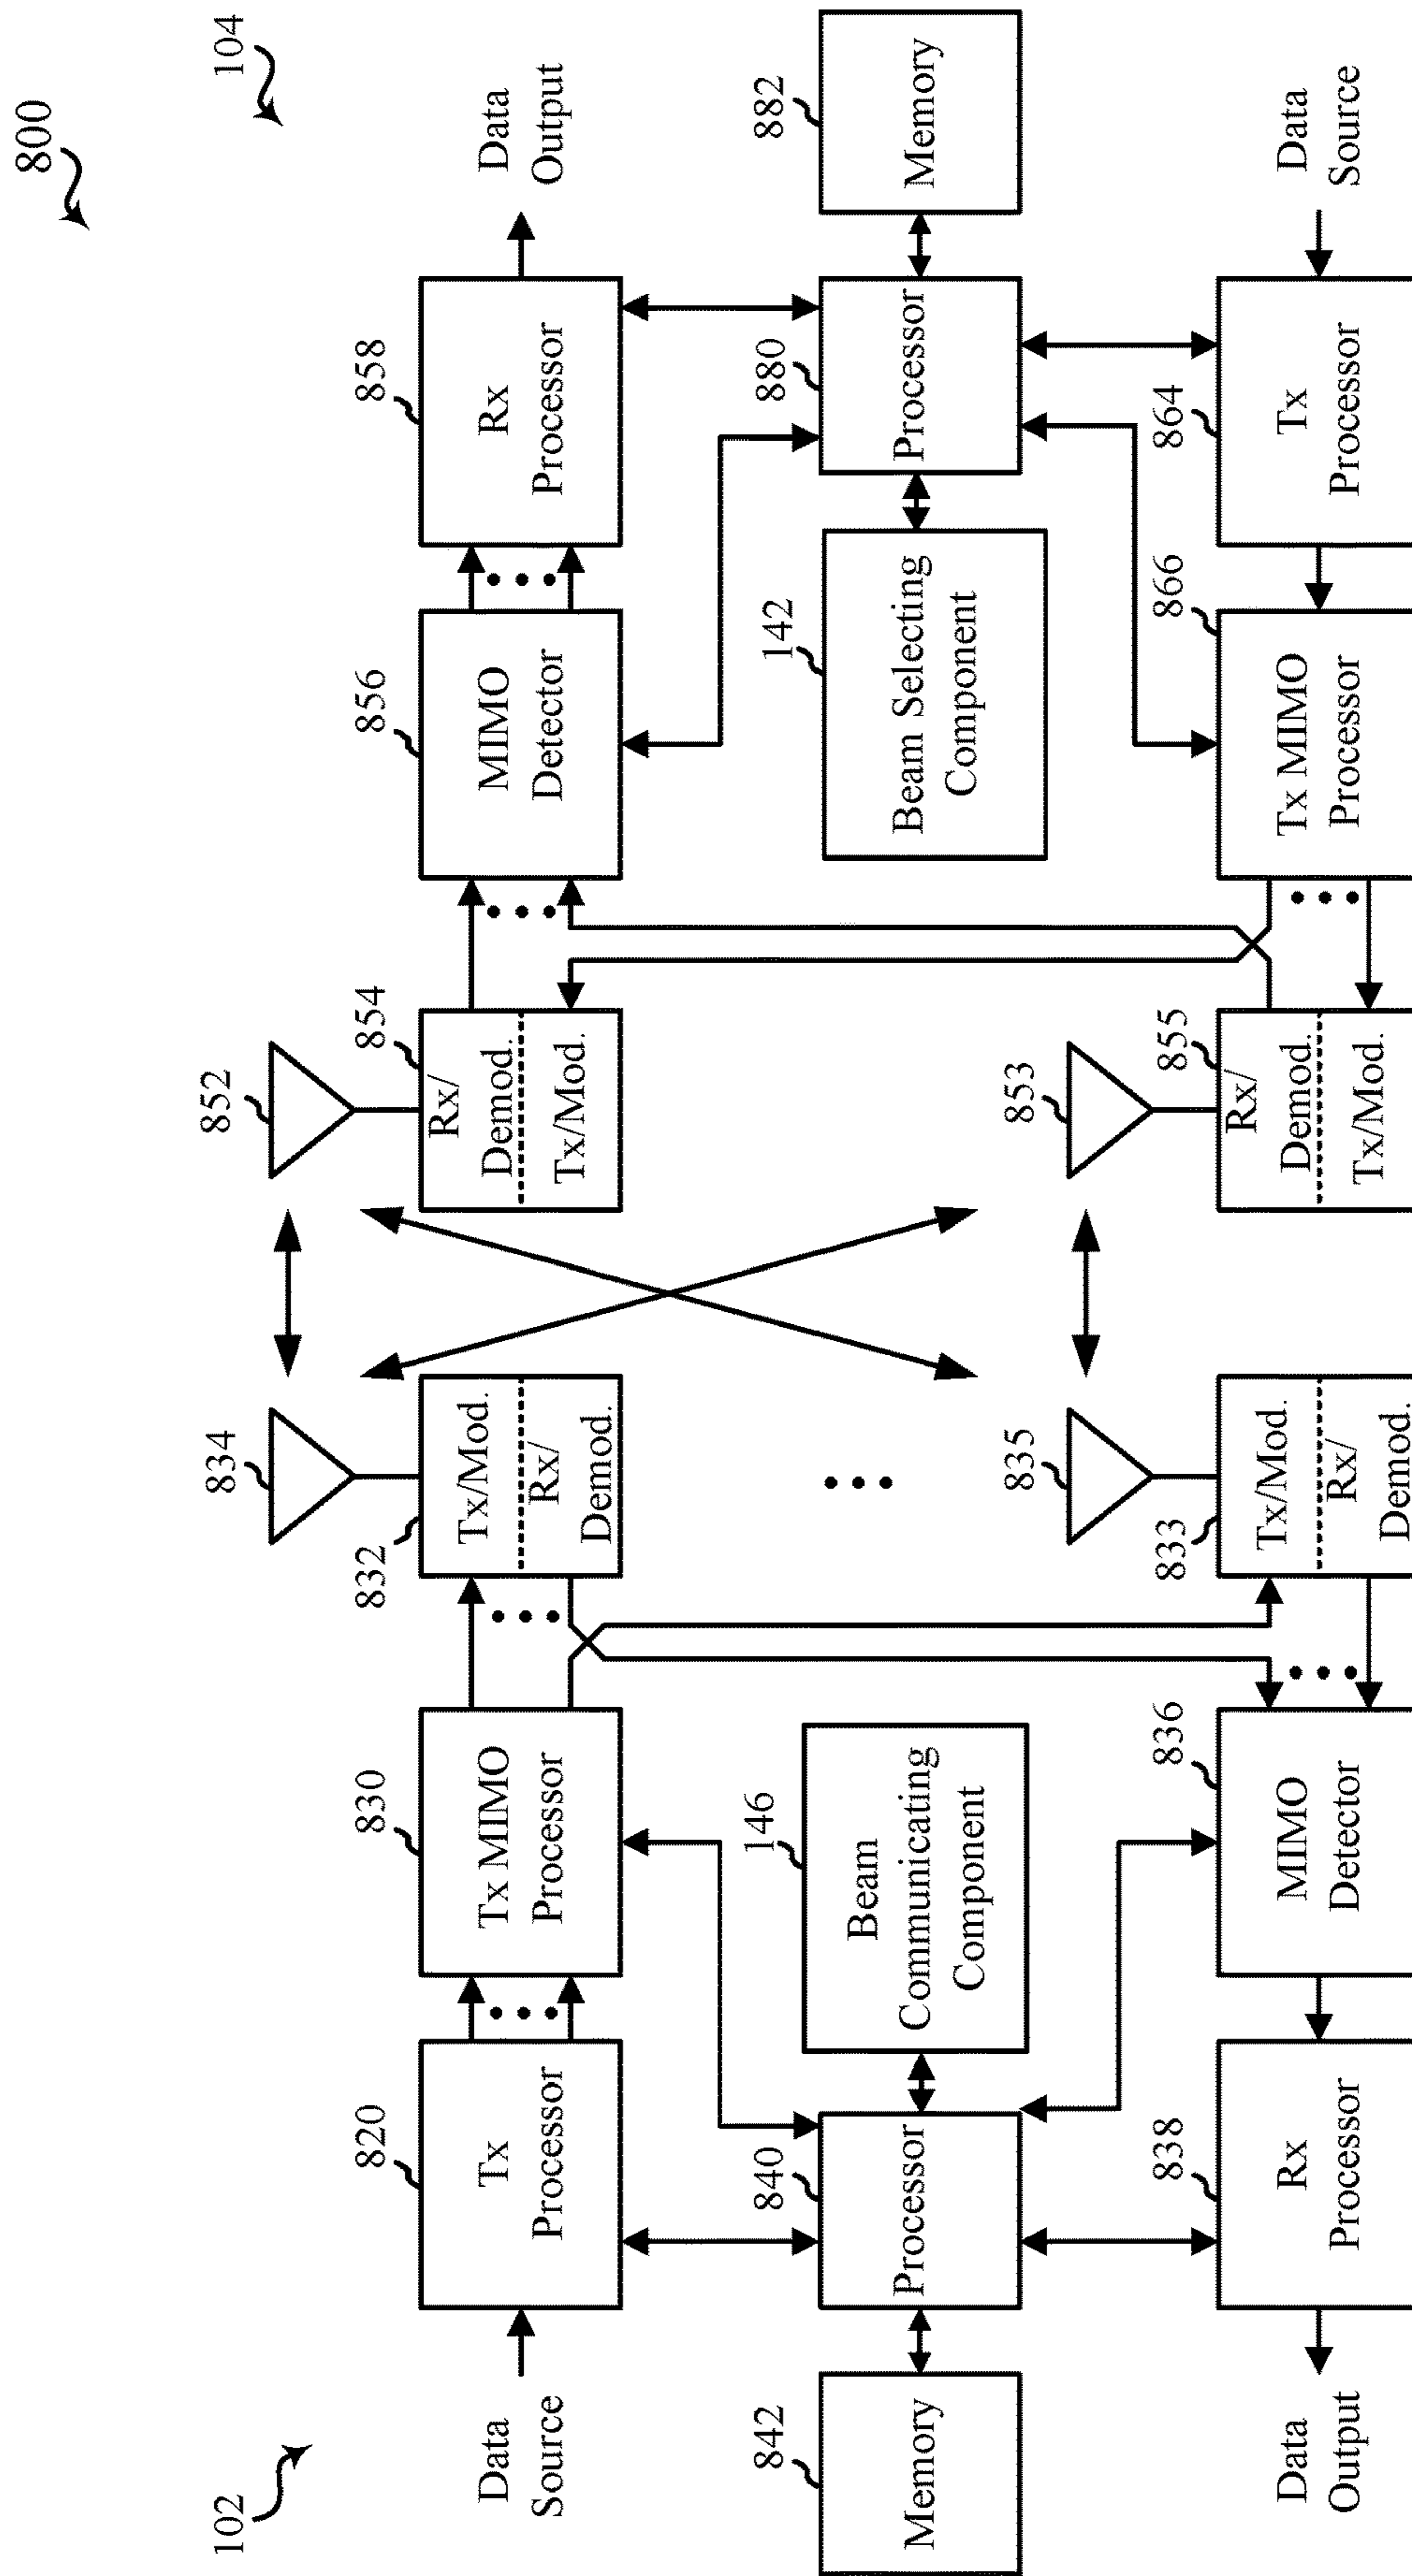 800
102
104
834
852
Data
Source
820
Tx
Processor
830
Tx MIMO
Processor
832
Tx/Mod.
Rx/
Demod.
854
Rx/
Demod.
Tx/Mod.
856
MIMO
Detector
858
Rx
Processor
Data
Output
842
Memory
840
Processor
146
Beam
Communicating
Component
142
Beam Selecting
Component
880
Processor
882
Memory
835
853
Data
Output
838
Rx
Processor
836
MIMO
Detector
833
Tx/Mod.
Rx/
Demod.
855
Rx/
Demod.
Tx/Mod.
866
Tx MIMO
Processor
864
Tx
Processor
Data
Source